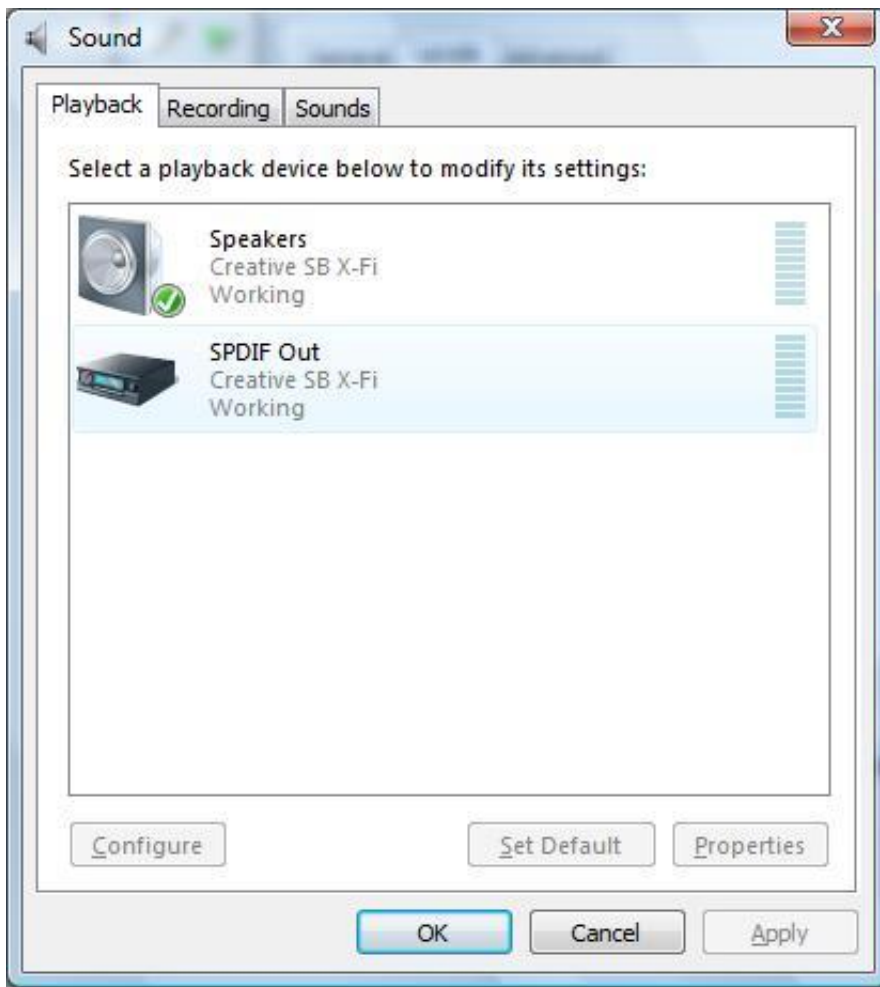 Sound
Playback
Recording
Sounds
Select a playback device below to modify its settings:
Speakers
Creative SB X-Fi
Working
SPDIF Out
Creative SB X-Fi
Working
Configure
Set Default
Properties
OK
Cancel
Apply